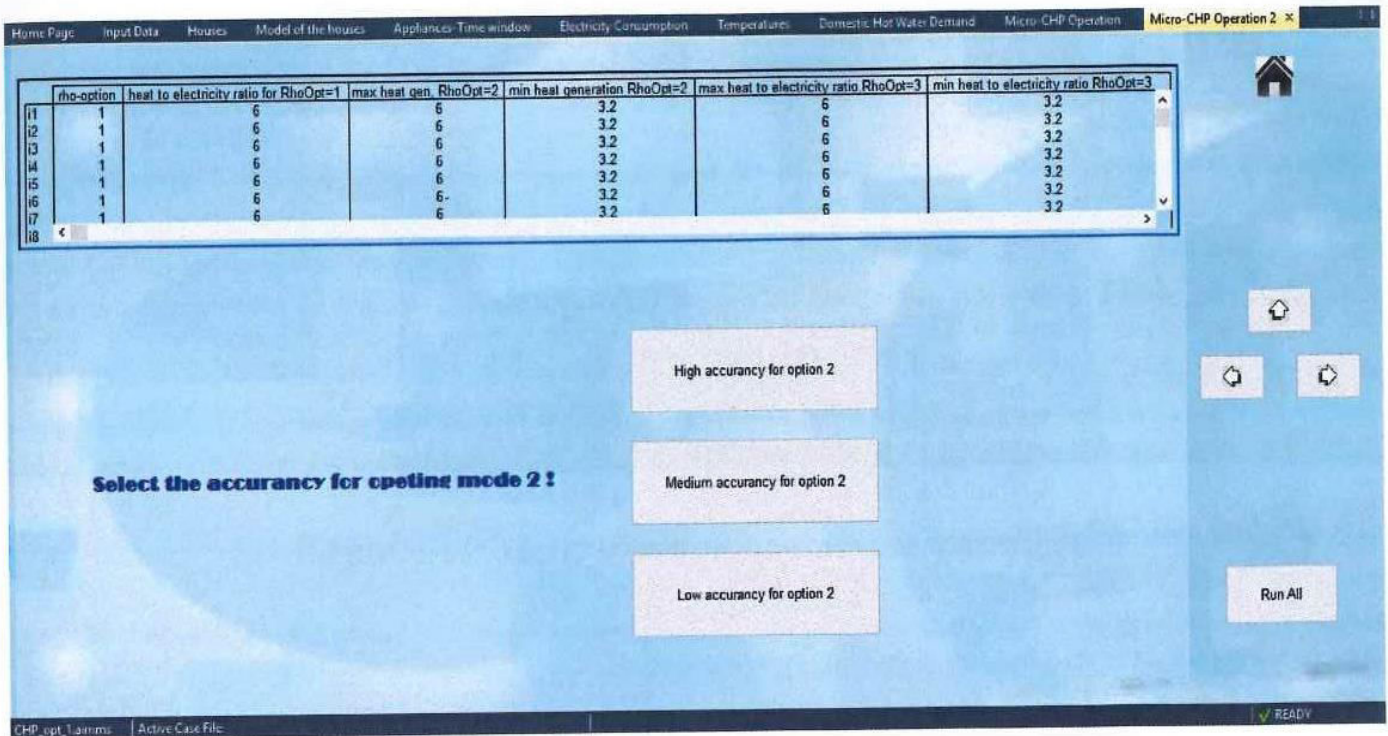 Home Page Input Data Houses Model of the houses Appliances-Time window Electricity Consumption Temperatures Domestic Hot Water Demand Micro-CHP Operation Micro-CHP Operation 2 ×
rho-option heat to electricity ratio for RhoOpt=1 max heat gen. RhoOpt=2 min heat generation RhoOpt=2 max heat to electricity ratio RhoOpt=3 min heat to electricity ratio RhoOpt=3
i1 1 6 6 3.2 6 3.2
i2 1 6 6 3.2 6 3.2
i3 1 6 6 3.2 6 3.2
i4 1 6 6 3.2 6 3.2
i5 1 6 6 3.2 6 3.2
i6 1 6 6- 3.2 6 3.2
i7 1 6 6 3.2 6 3.2
i8
High accurancy for option 2
Select the accurancy for opeting mode 2 !
Medium accurancy for option 2
Low accurancy for option 2
Run All
CHP_opt_1.aimms Active Case File: READY